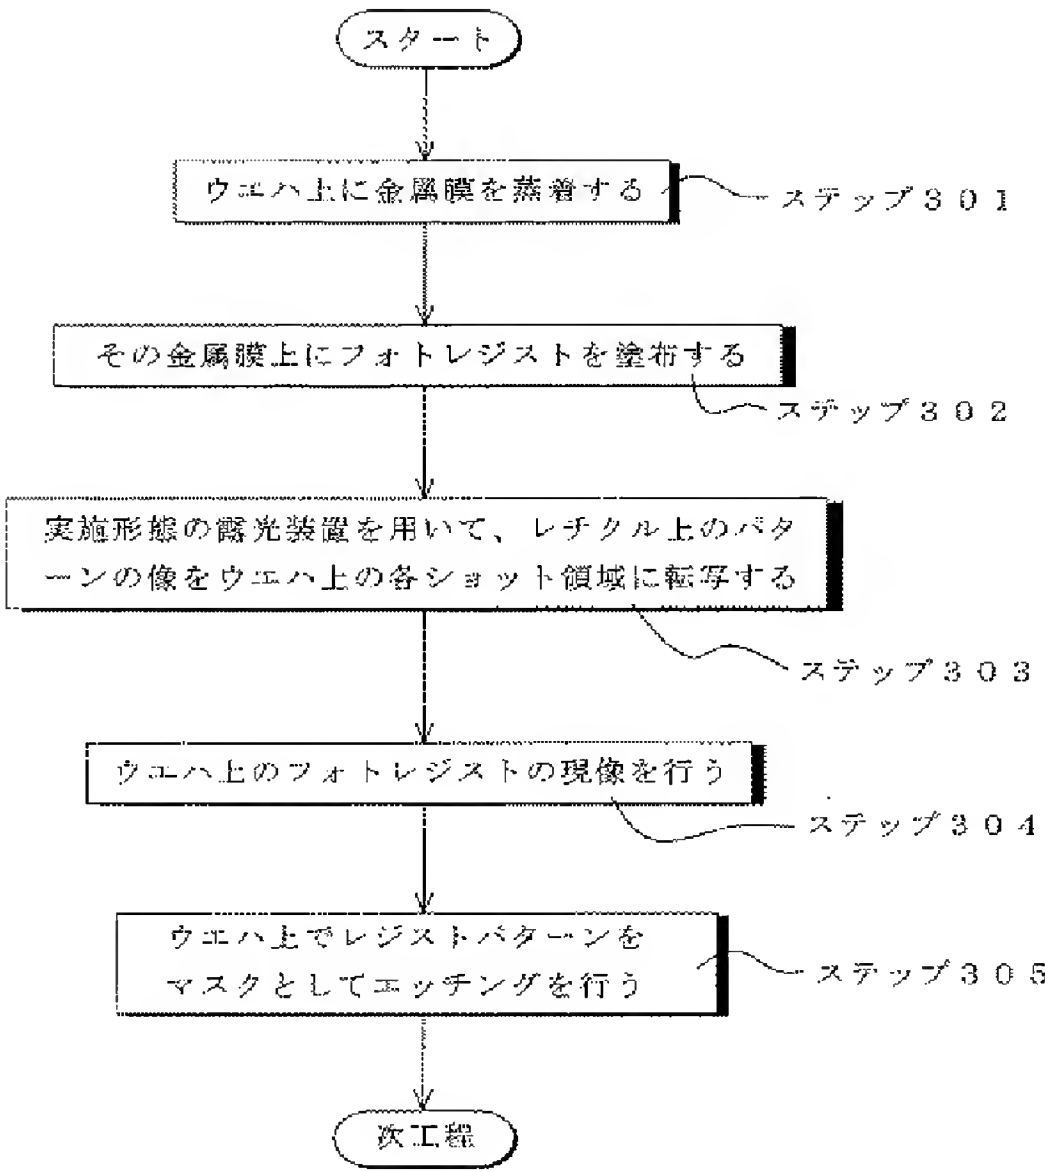 スタート
ウエハ上に金属膜を蒸着する
ステップ301
その金属膜上にフォトレジストを塗布する
ステップ302
実施形態の露光装置を用いて、レチクル上のパタ
ーンの像をウエハ上の各ショット領域に転写する
ステップ303
ウエハ上のフォトレジストの現像を行う
ステップ304
ウエハ上でレジストパターンを
マスクとしてエッチングを行う
ステップ305
次工程